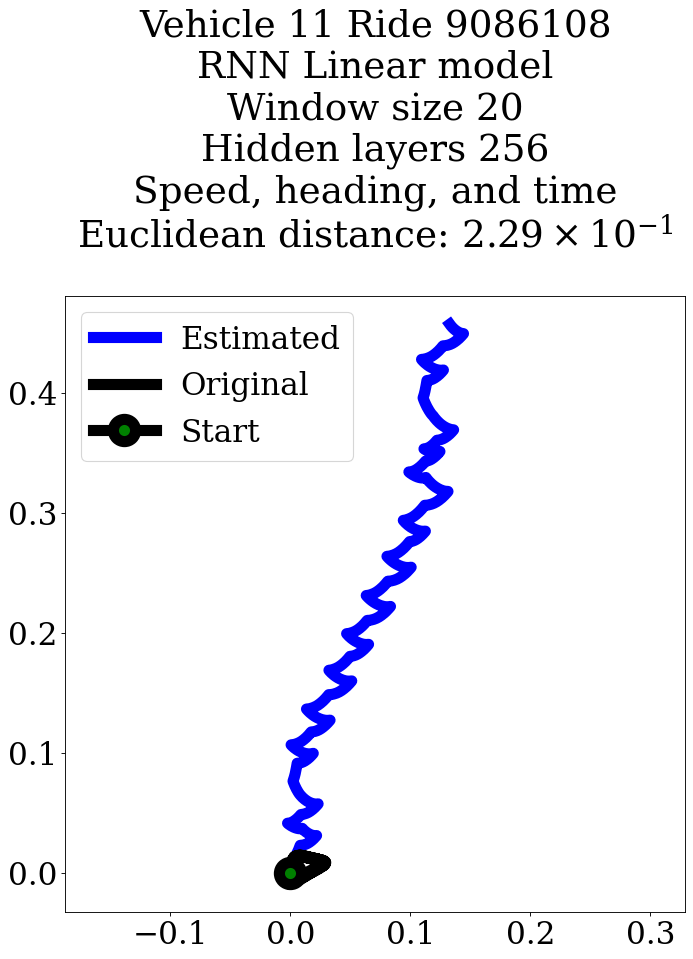 Vehicle 11 Ride 9086108
RNN Linear model
Window size 20
Hidden layers 256
Speed, heading, and time
Euclidean distance: 2.29 × 10⁻¹
Estimated
Original
Start
0.4
0.3
0.2
0.1
0.0
−0.1 0.0 0.1 0.2 0.3